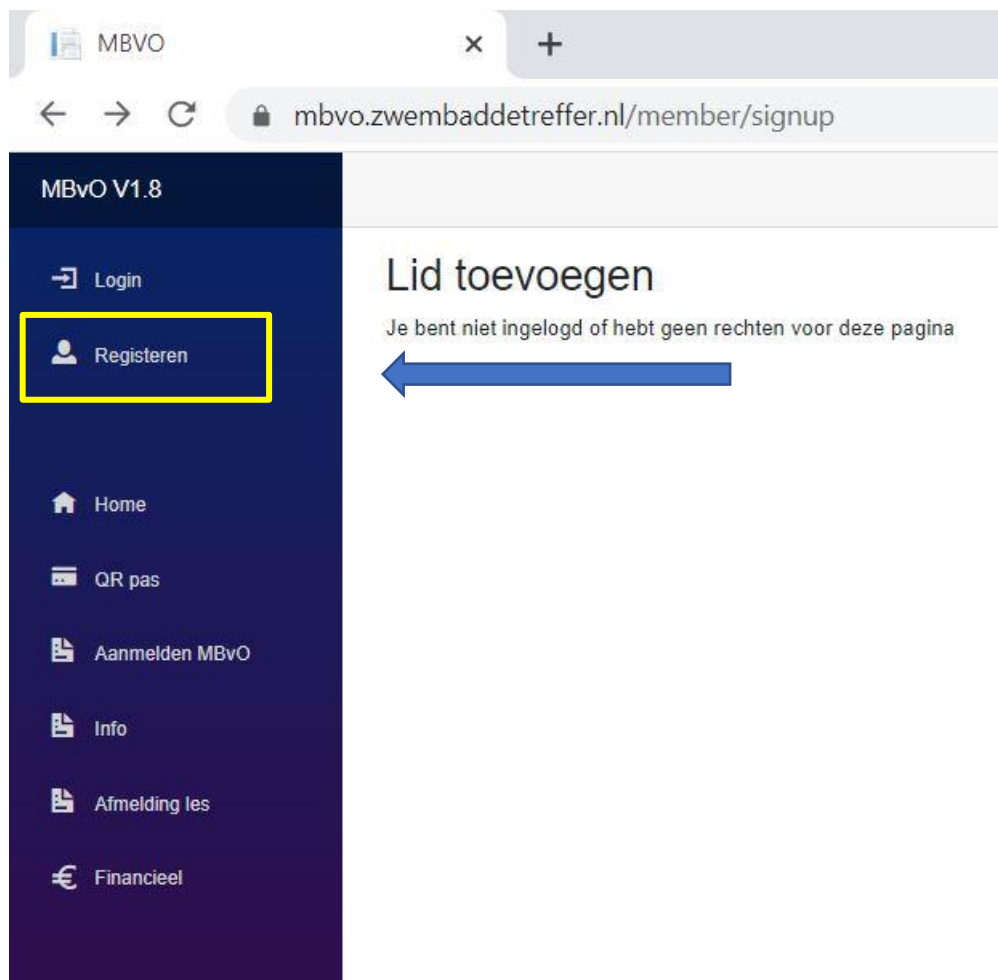 MBVO
mbvo.zwembaddetreffer.nl/member/signup
MBvO V1.8
Login
Registeren
Home
QR pas
Aanmelden MBvO
Info
Afmelding les
Financieel
Lid toevoegen
Je bent niet ingelogd of hebt geen rechten voor deze pagina